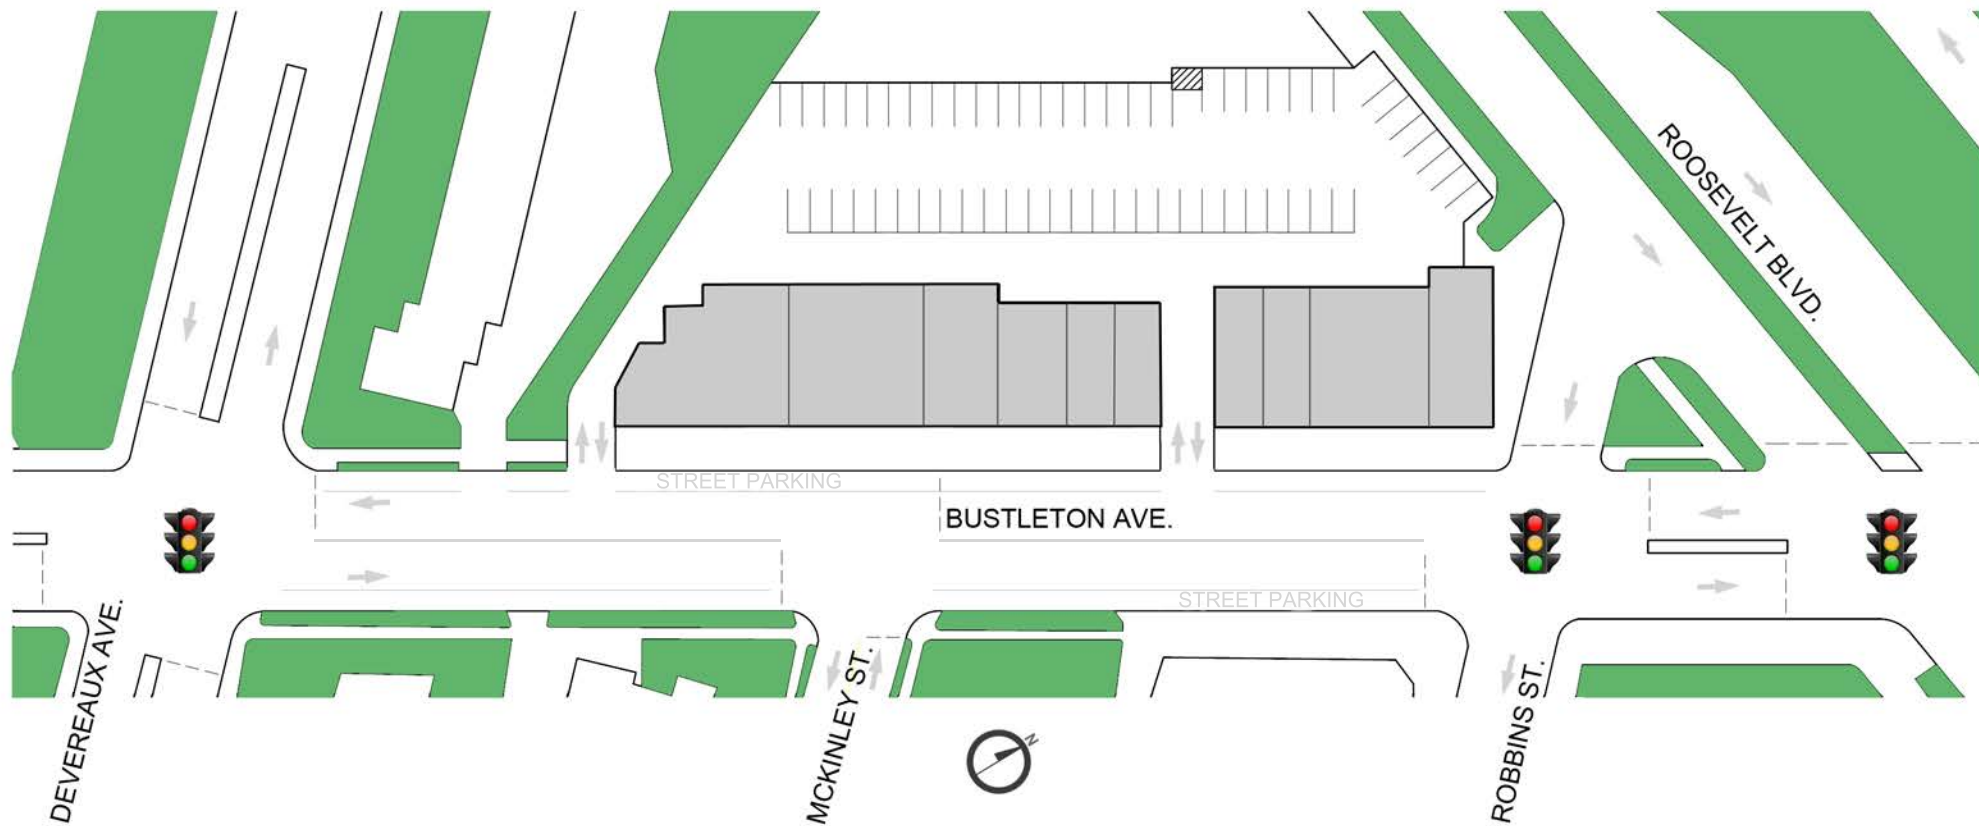 ROOSEVELT BLVD.
STREET PARKING
BUSTLETON AVE.
STREET PARKING
DEVEREAUX AVE.
MCKINLEY ST.
ROBBINS ST.
N